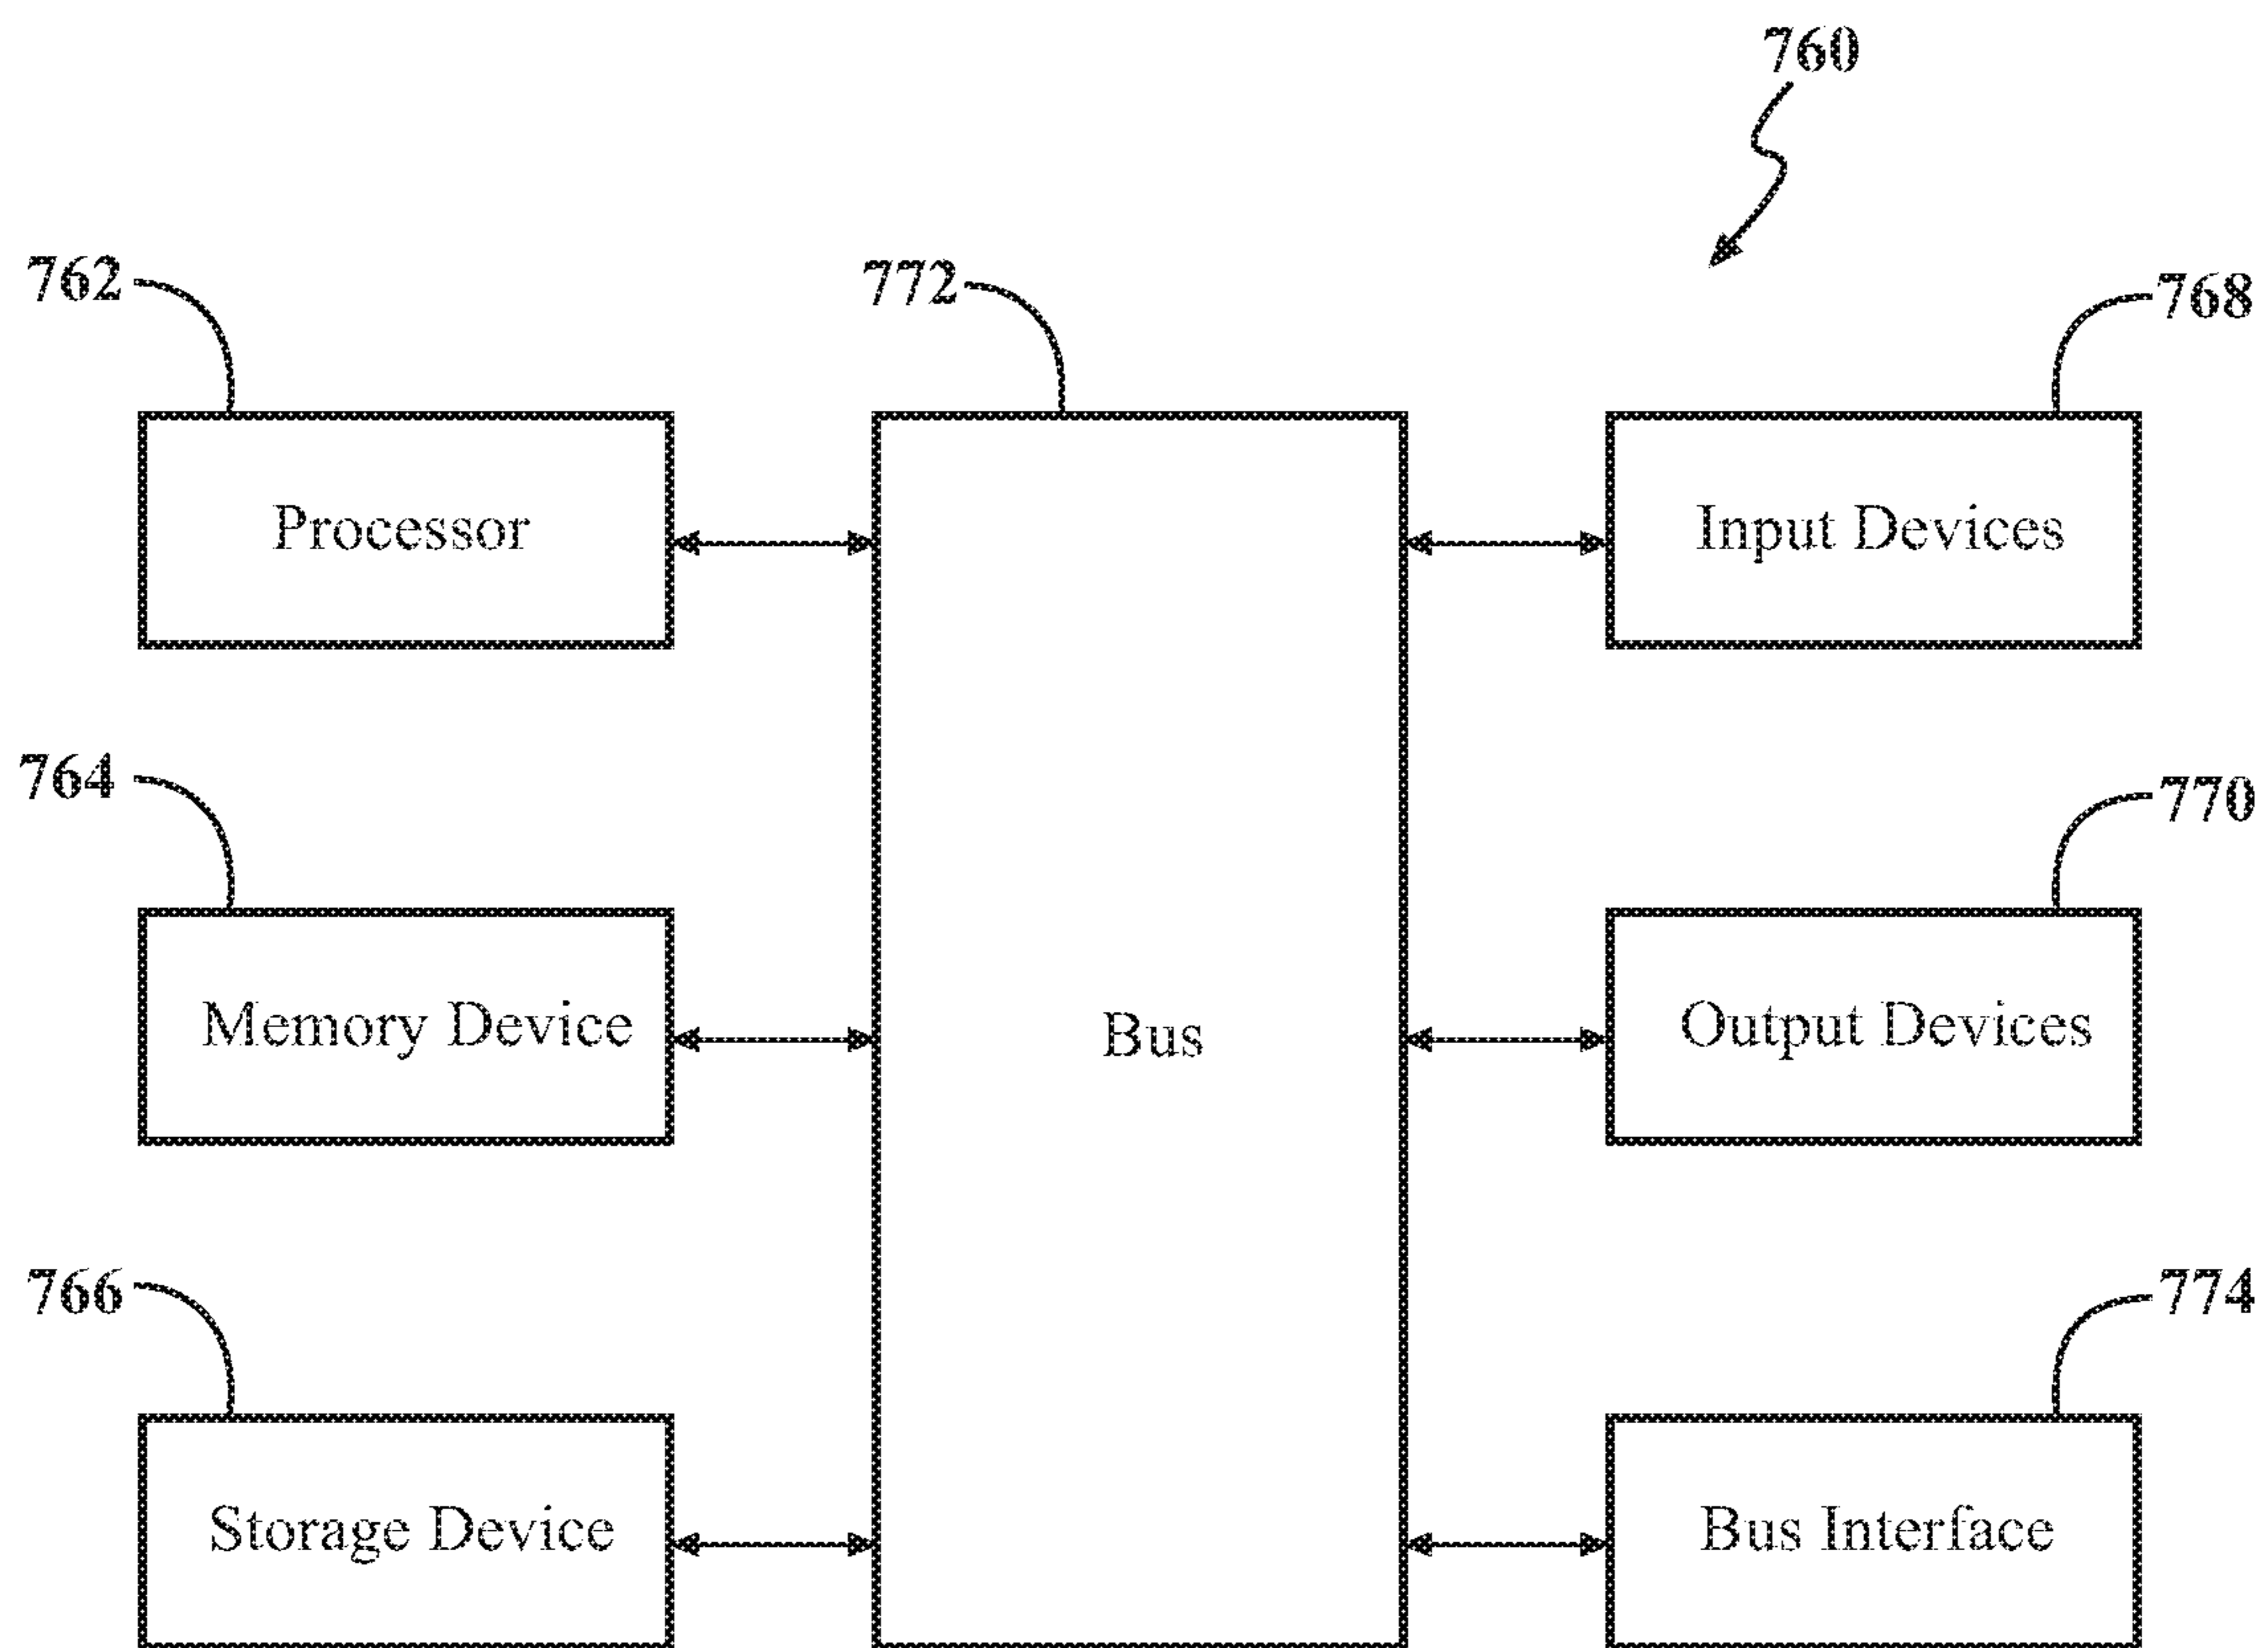 760
762
772
768
Processor
Input Devices
764
770
Memory Device
Bus
Output Devices
766
774
Storage Device
Bus Interface